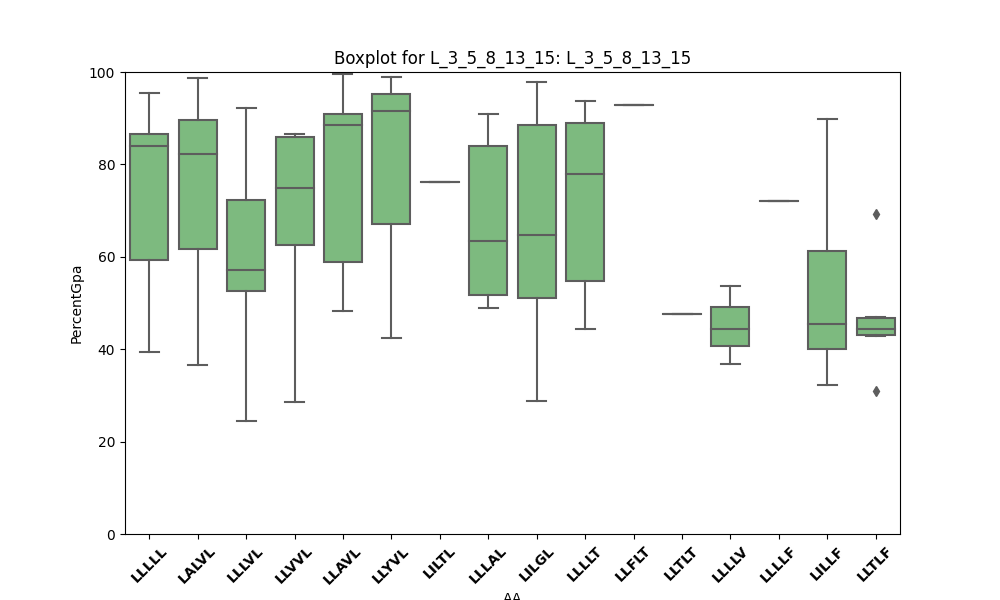 Boxplot for L_3_5_8_13_15: L_3_5_8_13_15
PercentGpa
100
80
60
40
20
0
LLLLL LALVL LLLVL LLVVL LLAVL LLYVL LILTL LLLAL LILGL LLLLT LLFLT LLTLT LLLLV LLLLF LILLF LLTLF
AA